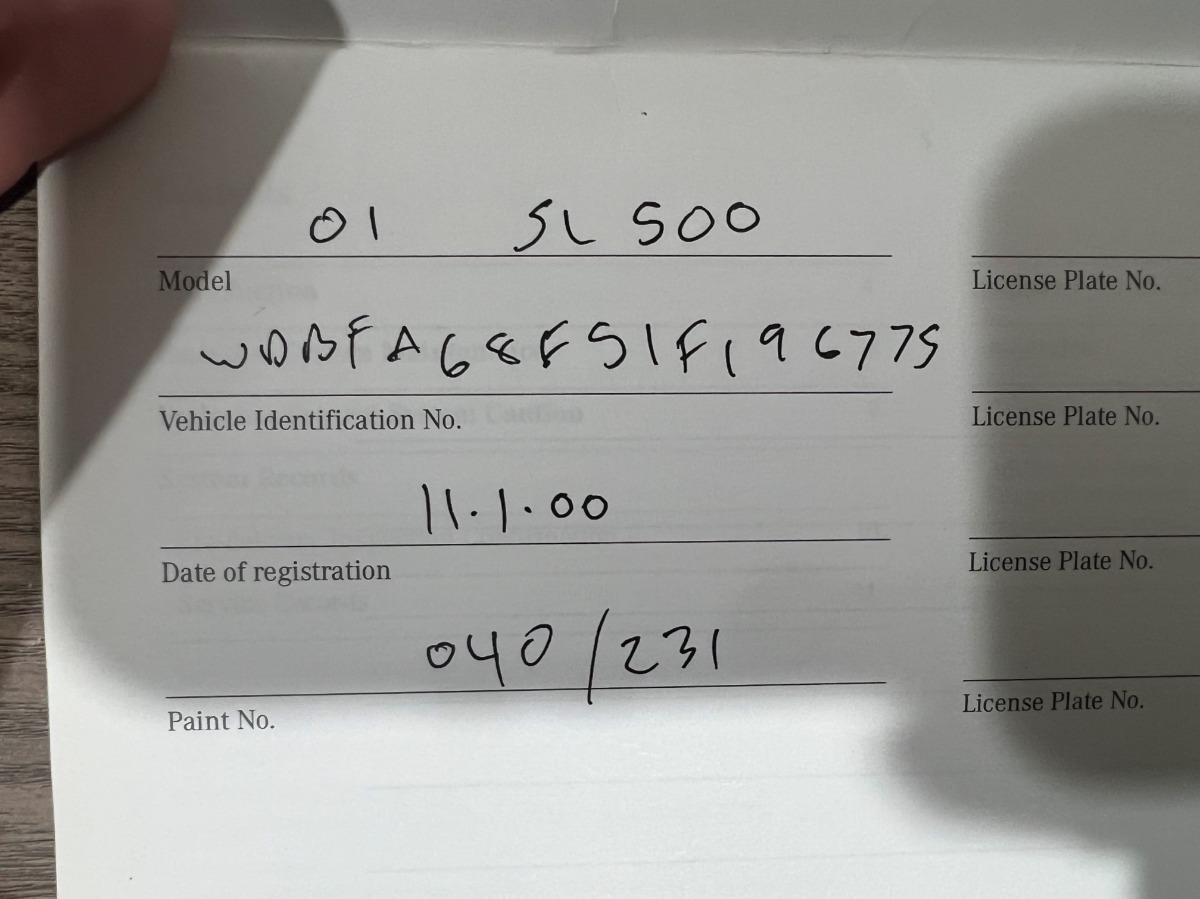 01 SL 500
Model
License Plate No.
WDBFA68F51F196775
Vehicle Identification No.
License Plate No.
11.1.00
Date of registration
License Plate No.
040/231
Paint No.
License Plate No.